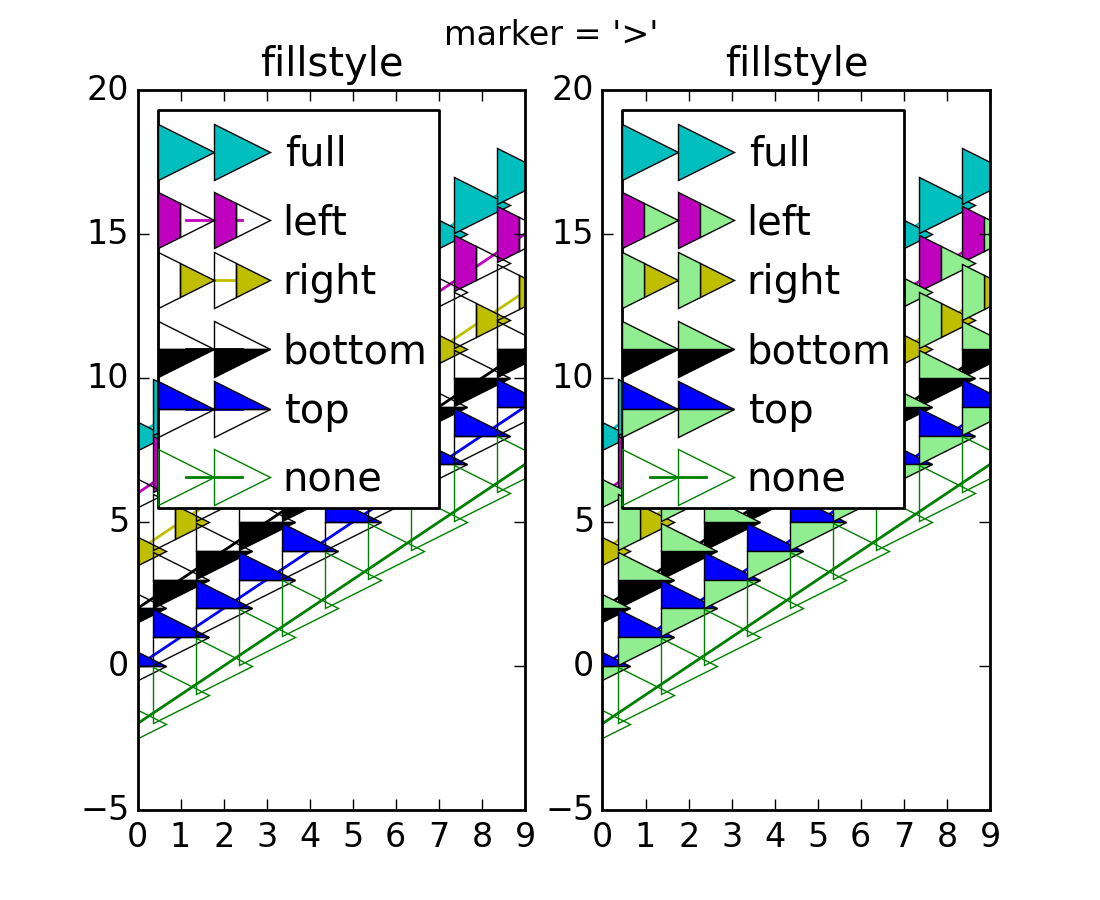 marker = '>'
fillstyle
20
15
10
5
0
−5
0 1 2 3 4 5 6 7 8 9
full
left
right
bottom
top
none
fillstyle
20
15
10
5
0
−5
0 1 2 3 4 5 6 7 8 9
full
left
right
bottom
top
none